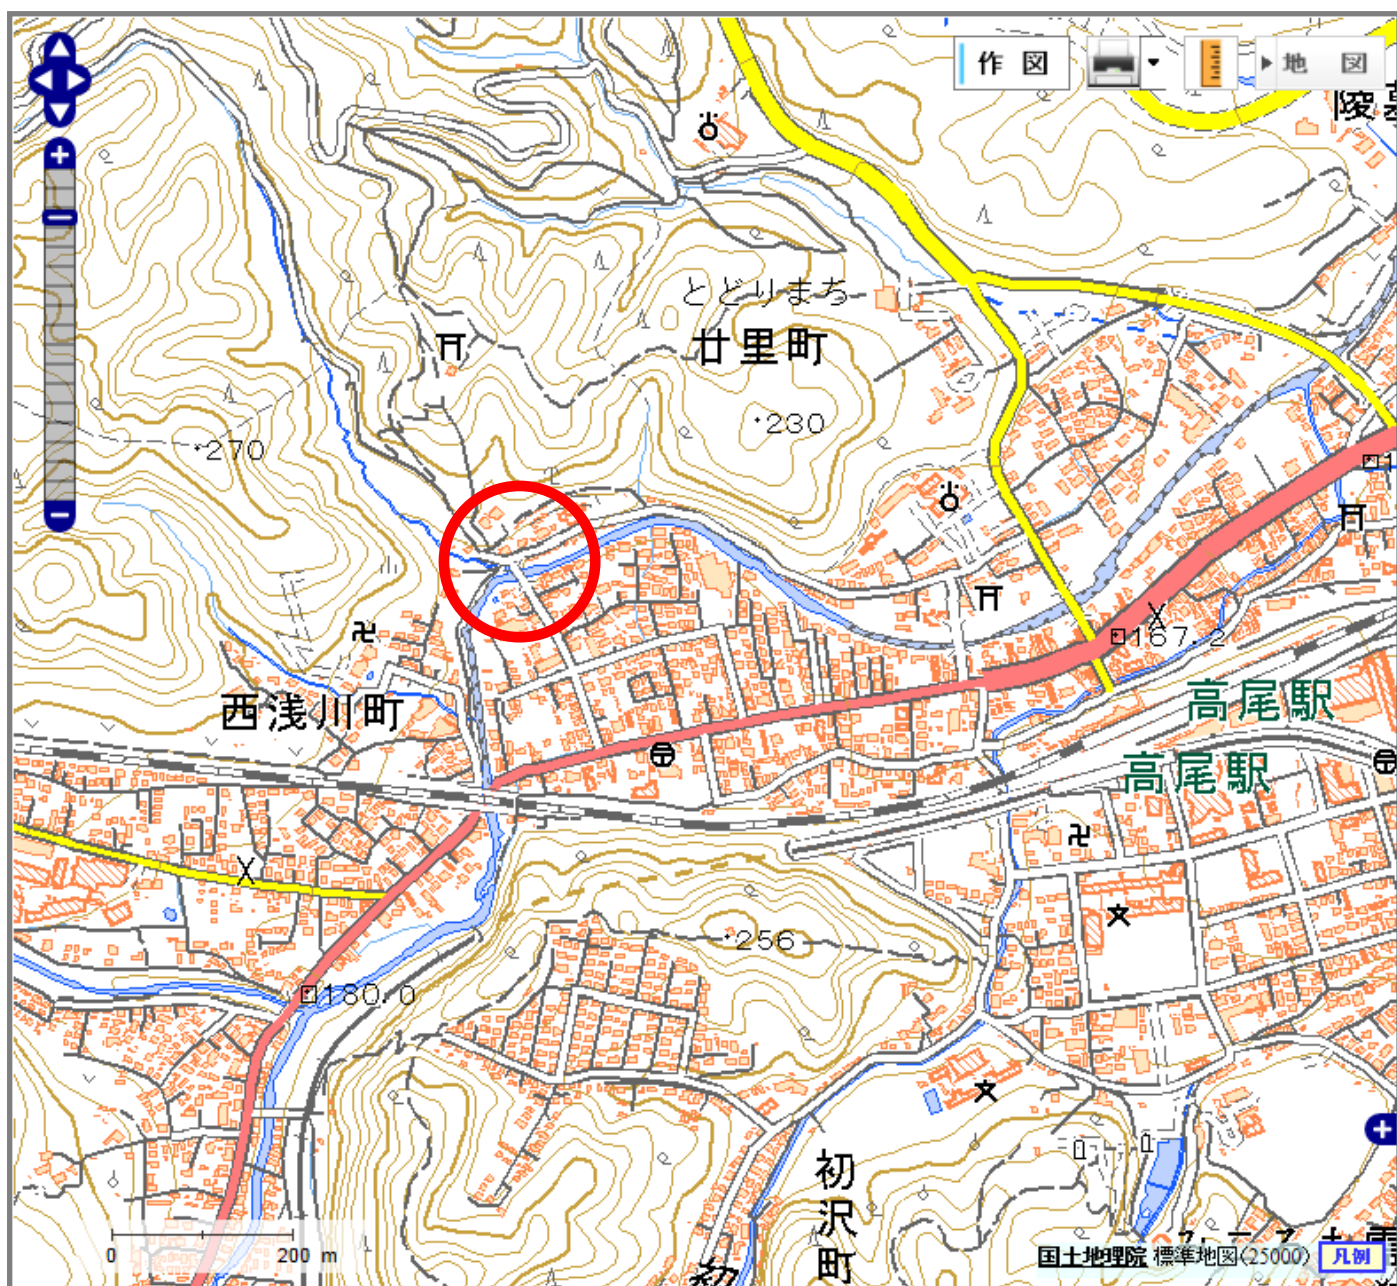 作 図
地 図
陵
とどりまち
廿里町
230
270
西浅川町
167.2
高尾駅
高尾駅
256
180.0
初沢町
初
0 200 m
国土地理院 標準地図(25000) 凡例